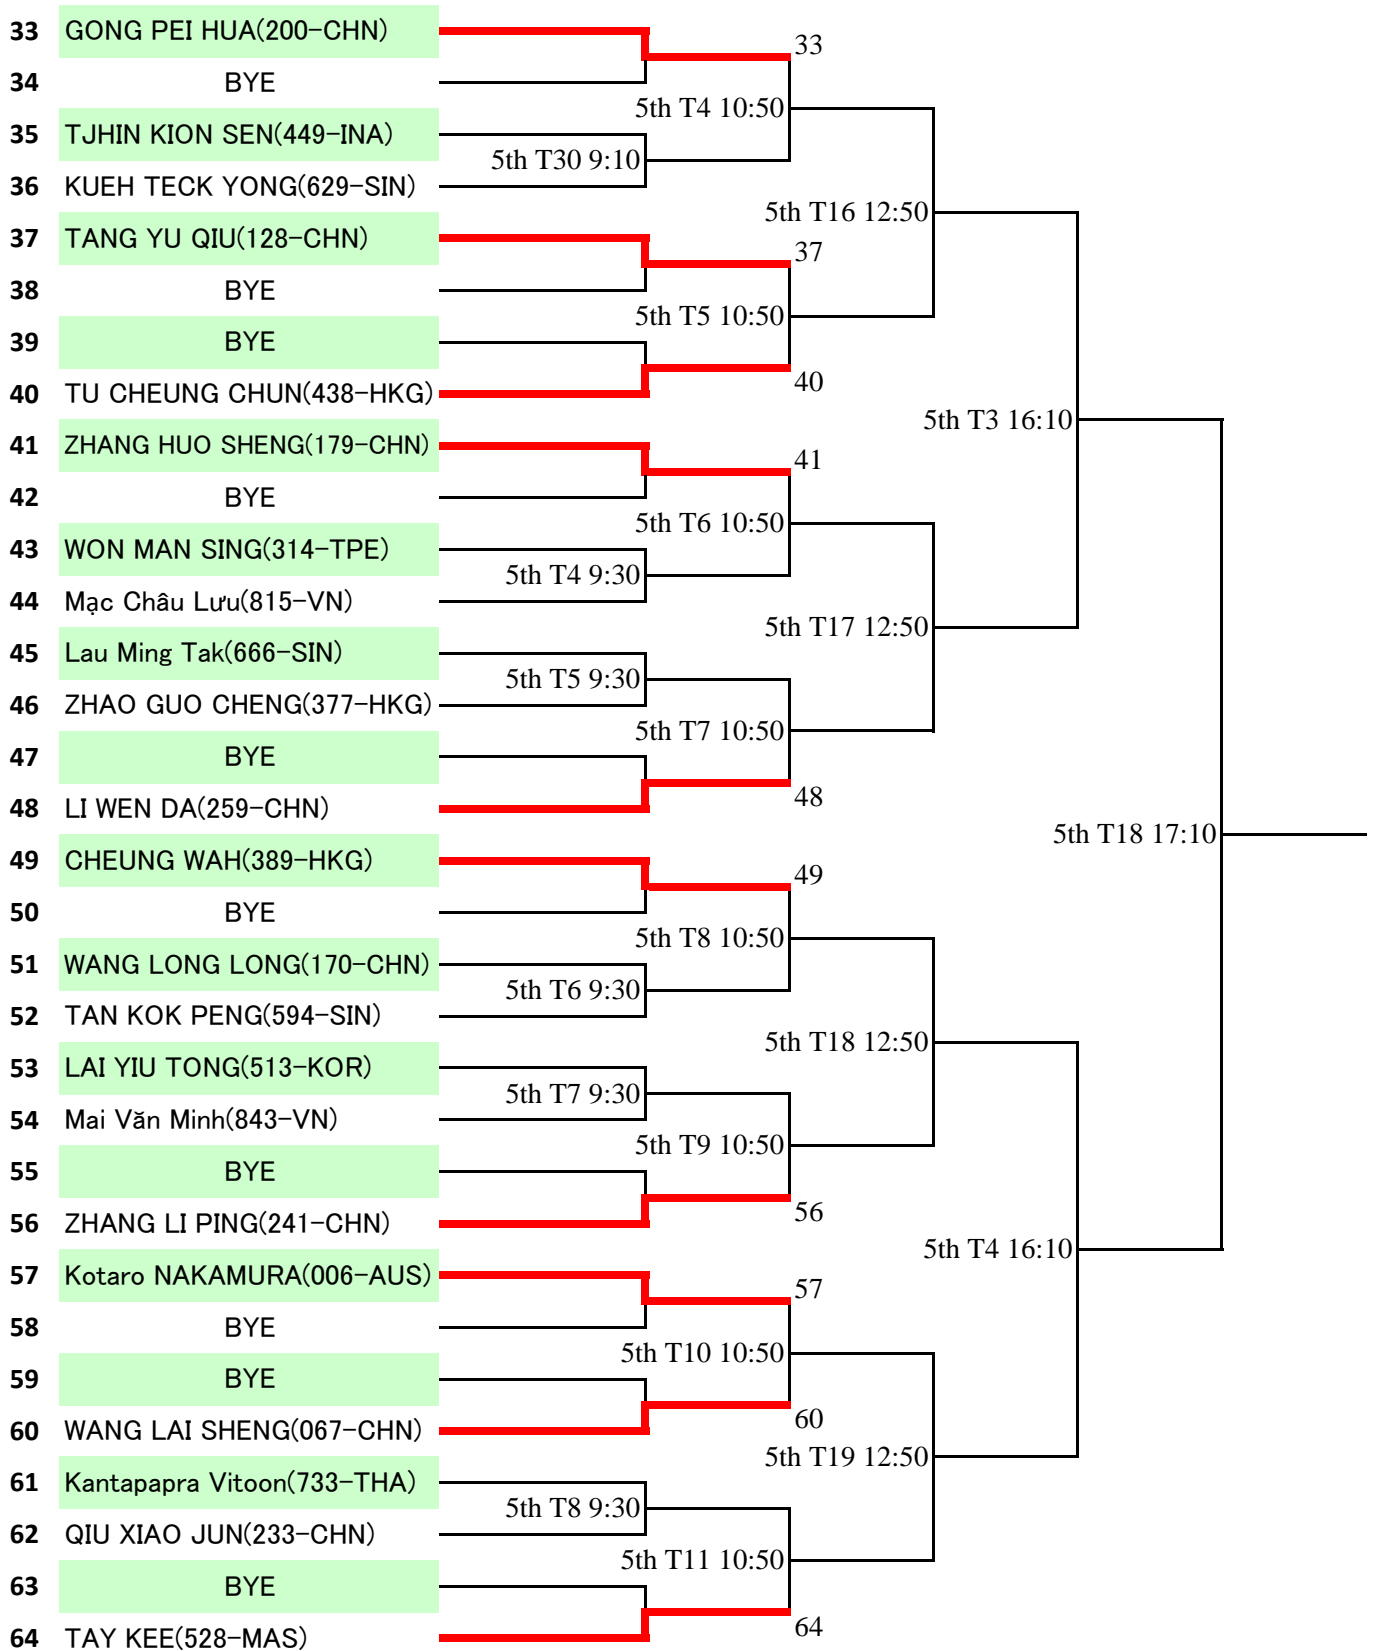 33 GONG PEI HUA(200-CHN)
33
34 BYE
5th T4 10:50
35 TJHIN KION SEN(449-INA)
5th T30 9:10
36 KUEH TECK YONG(629-SIN)
5th T16 12:50
37 TANG YU QIU(128-CHN)
37
38 BYE
5th T5 10:50
39 BYE
40
40 TU CHEUNG CHUN(438-HKG)
5th T3 16:10
41 ZHANG HUO SHENG(179-CHN)
41
42 BYE
5th T6 10:50
43 WON MAN SING(314-TPE)
5th T4 9:30
44 Mạc Châu Lưu(815-VN)
5th T17 12:50
45 Lau Ming Tak(666-SIN)
5th T5 9:30
46 ZHAO GUO CHENG(377-HKG)
5th T7 10:50
47 BYE
48
48 LI WEN DA(259-CHN)
5th T18 17:10
49 CHEUNG WAH(389-HKG)
49
50 BYE
5th T8 10:50
51 WANG LONG LONG(170-CHN)
5th T6 9:30
52 TAN KOK PENG(594-SIN)
5th T18 12:50
53 LAI YIU TONG(513-KOR)
5th T7 9:30
54 Mai Văn Minh(843-VN)
5th T9 10:50
55 BYE
56
56 ZHANG LI PING(241-CHN)
5th T4 16:10
57 Kotaro NAKAMURA(006-AUS)
57
58 BYE
5th T10 10:50
59 BYE
60
60 WANG LAI SHENG(067-CHN)
5th T19 12:50
61 Kantapapra Vitoon(733-THA)
5th T8 9:30
62 QIU XIAO JUN(233-CHN)
5th T11 10:50
63 BYE
64
64 TAY KEE(528-MAS)